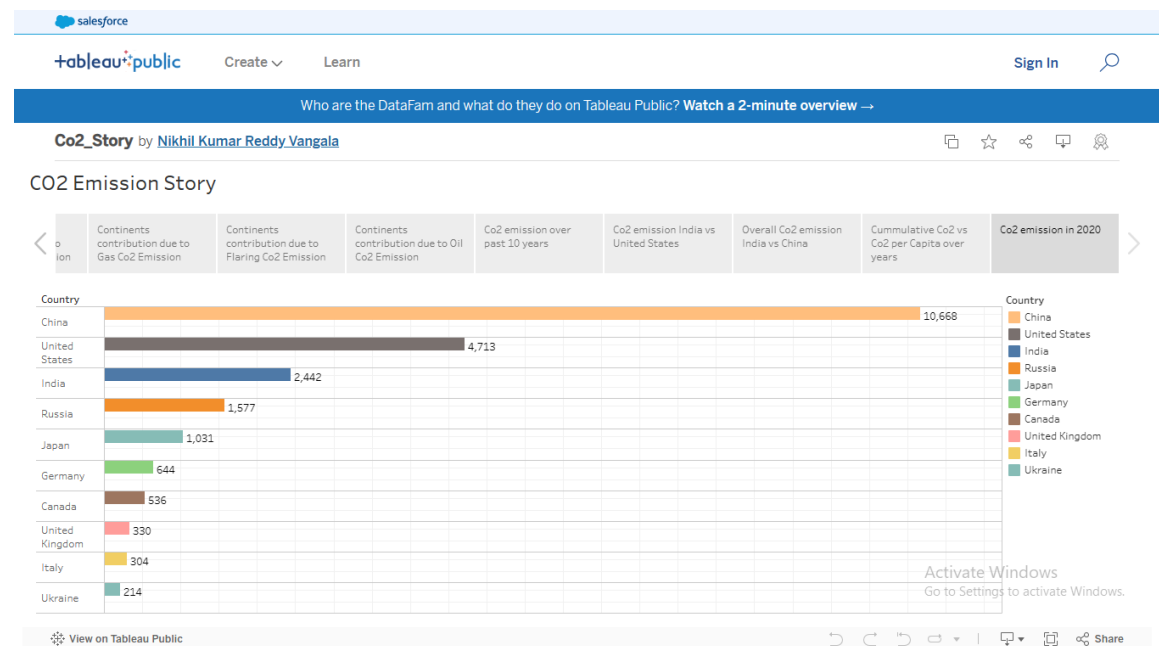 salesforce
+ableau public
Create
Learn
Sign In
Who are the DataFam and what do they do on Tableau Public? Watch a 2-minute overview →
Co2_Story by Nikhil Kumar Reddy Vangala
CO2 Emission Story
o
ion
Continents
contribution due to
Gas Co2 Emission
Continents
contribution due to
Flaring Co2 Emission
Continents
contribution due to Oil
Co2 Emission
Co2 emission over
past 10 years
Co2 emission India vs
United States
Overall Co2 emission
India vs China
Cummulative Co2 vs
Co2 per Capita over
years
Co2 emission in 2020
Country
China
10,668
United
States
4,713
India
2,442
Russia
1,577
Japan
1,031
Germany
644
Canada
536
United
Kingdom
330
Italy
304
Ukraine
214
Country
China
United States
India
Russia
Japan
Germany
Canada
United Kingdom
Italy
Ukraine
Activate Windows
Go to Settings to activate Windows.
View on Tableau Public
Share